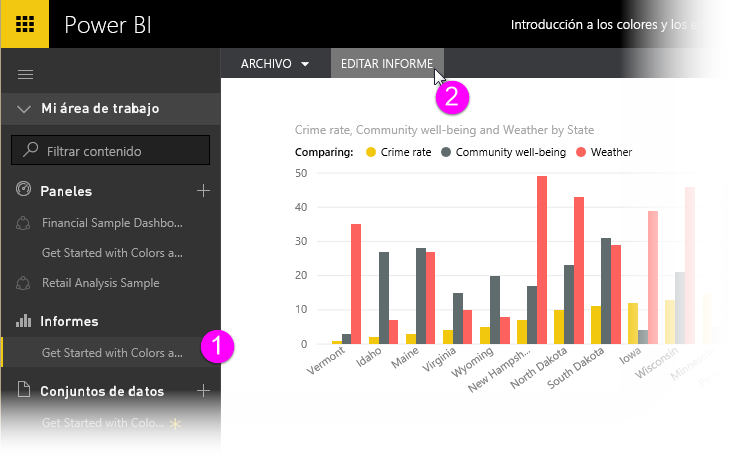 Power BI
Introducción a los colores y los
ARCHIVO
EDITAR INFORME
Mi área de trabajo
Filtrar contenido
Paneles
Financial Sample Dashbo...
Get Started with Colors a...
Retail Analysis Sample
Informes
Get Started with Colors a...
1
Conjuntos de datos
Get Started with Colo...
2
Crime rate, Community well-being and Weather by State
Comparing: Crime rate Community well-being Weather
50
40
30
20
10
0
Vermont
Idaho
Maine
Virginia
Wyoming
New Hampsh...
North Dakota
South Dakota
Iowa
Wisconsin
Minnesota